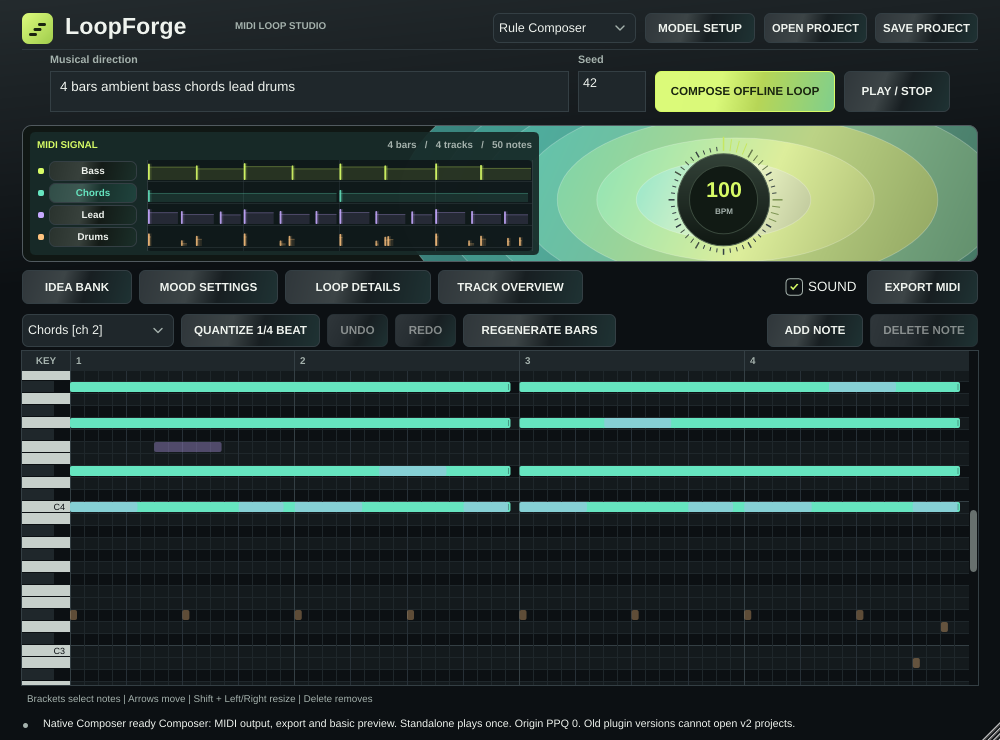 LoopForge
MIDI LOOP STUDIO
Rule Composer
MODEL SETUP
OPEN PROJECT
SAVE PROJECT
Musical direction
Seed
4 bars ambient bass chords lead drums
42
COMPOSE OFFLINE LOOP
PLAY / STOP
MIDI SIGNAL
4 bars / 4 tracks / 50 notes
Bass
Chords
Lead
Drums
100
BPM
IDEA BANK
MOOD SETTINGS
LOOP DETAILS
TRACK OVERVIEW
SOUND
EXPORT MIDI
Chords [ch 2]
QUANTIZE 1/4 BEAT
UNDO
REDO
REGENERATE BARS
ADD NOTE
DELETE NOTE
KEY
1
2
3
4
C4
C3
Brackets select notes | Arrows move | Shift + Left/Right resize | Delete removes
Native Composer ready Composer: MIDI output, export and basic preview. Standalone plays once. Origin PPQ 0. Old plugin versions cannot open v2 projects.